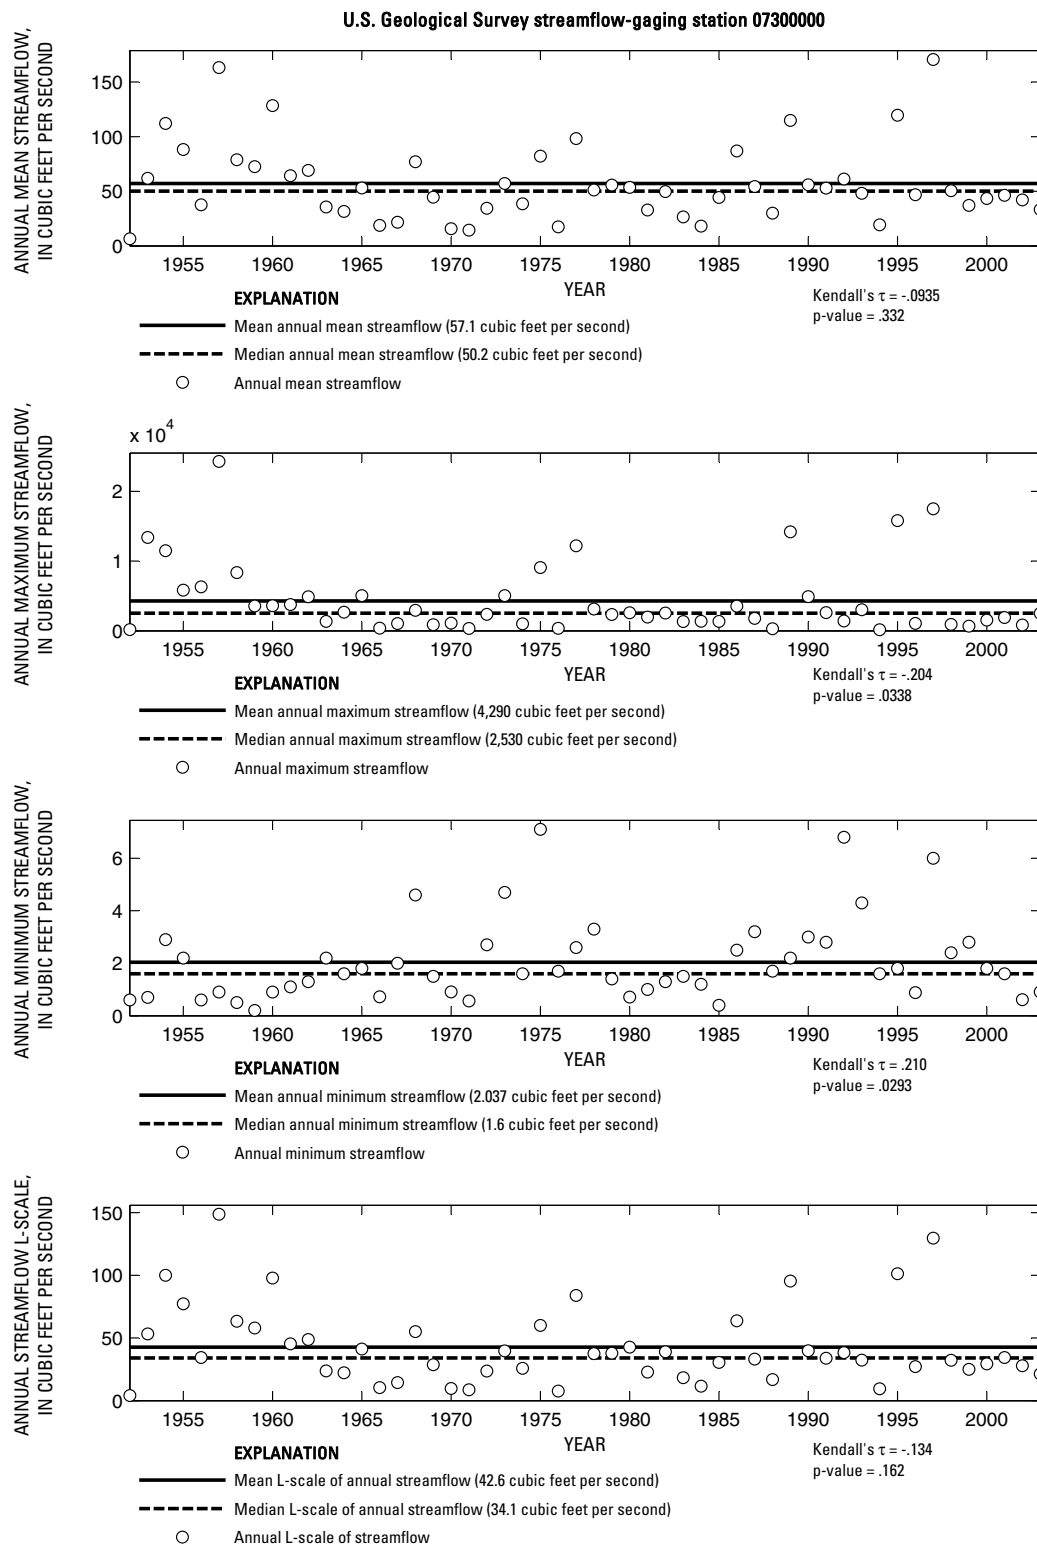 U.S. Geological Survey streamflow-gaging station 07300000
ANNUAL MEAN STREAMFLOW,
IN CUBIC FEET PER SECOND
150
100
50
0
1955 1960 1965 1970 1975 1980 1985 1990 1995 2000
YEAR
Kendall's τ = -.0935
p-value = .332
EXPLANATION
Mean annual mean streamflow (57.1 cubic feet per second)
Median annual mean streamflow (50.2 cubic feet per second)
Annual mean streamflow
ANNUAL MAXIMUM STREAMFLOW,
IN CUBIC FEET PER SECOND
x 10⁴
2
1
0
1955 1960 1965 1970 1975 1980 1985 1990 1995 2000
YEAR
Kendall's τ = -.204
p-value = .0338
EXPLANATION
Mean annual maximum streamflow (4,290 cubic feet per second)
Median annual maximum streamflow (2,530 cubic feet per second)
Annual maximum streamflow
ANNUAL MINIMUM STREAMFLOW,
IN CUBIC FEET PER SECOND
6
4
2
0
1955 1960 1965 1970 1975 1980 1985 1990 1995 2000
YEAR
Kendall's τ = .210
p-value = .0293
EXPLANATION
Mean annual minimum streamflow (2.037 cubic feet per second)
Median annual minimum streamflow (1.6 cubic feet per second)
Annual minimum streamflow
ANNUAL STREAMFLOW L-SCALE,
IN CUBIC FEET PER SECOND
150
100
50
0
1955 1960 1965 1970 1975 1980 1985 1990 1995 2000
YEAR
Kendall's τ = -.134
p-value = .162
EXPLANATION
Mean L-scale of annual streamflow (42.6 cubic feet per second)
Median L-scale of annual streamflow (34.1 cubic feet per second)
Annual L-scale of streamflow